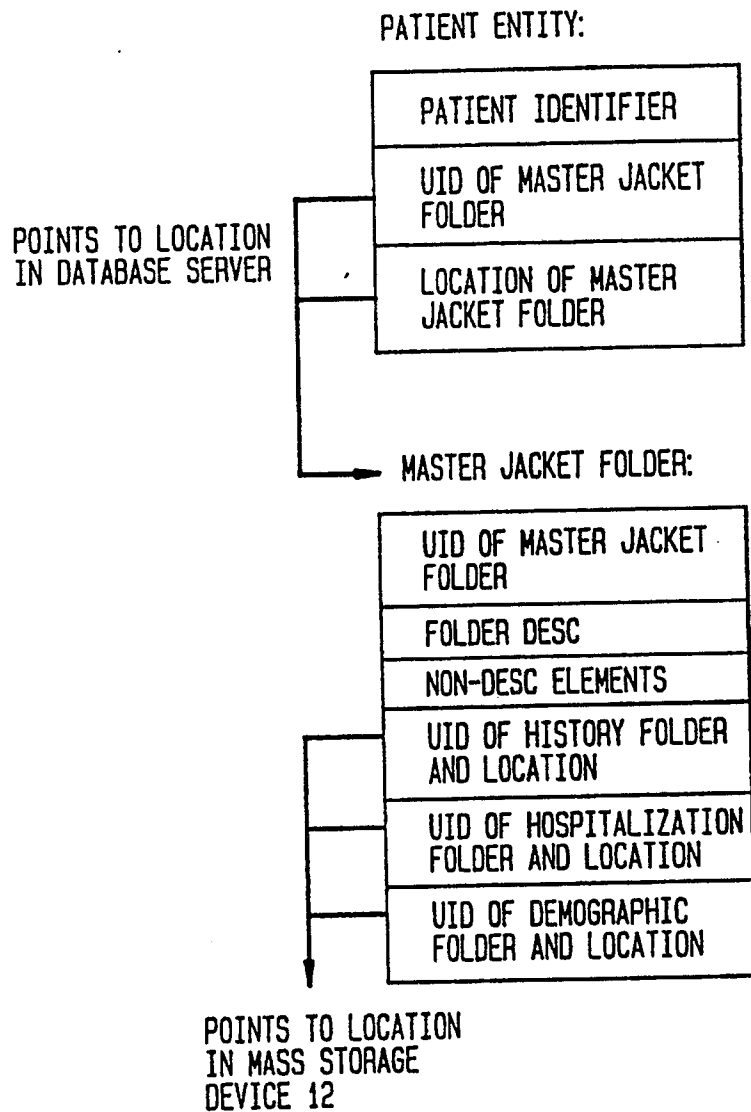 PATIENT ENTITY:
PATIENT IDENTIFIER
UID OF MASTER JACKET
FOLDER
POINTS TO LOCATION
IN DATABASE SERVER
LOCATION OF MASTER
JACKET FOLDER
MASTER JACKET FOLDER:
UID OF MASTER JACKET
FOLDER
FOLDER DESC
NON-DESC ELEMENTS
UID OF HISTORY FOLDER
AND LOCATION
UID OF HOSPITALIZATION
FOLDER AND LOCATION
UID OF DEMOGRAPHIC
FOLDER AND LOCATION
POINTS TO LOCATION
IN MASS STORAGE
DEVICE 12